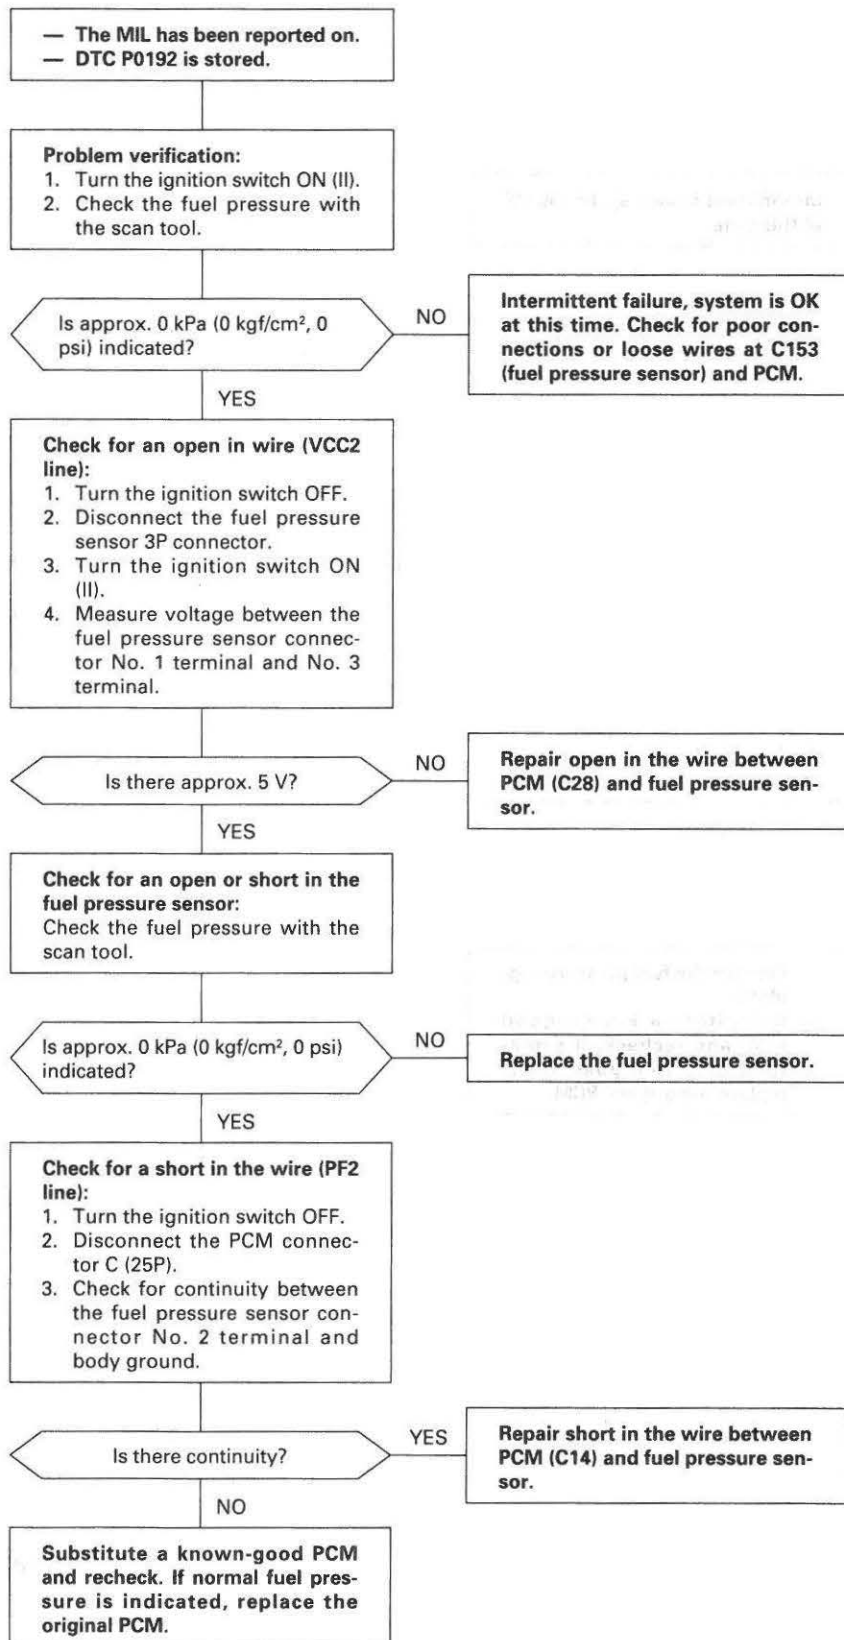 — The MIL has been reported on.
— DTC P0192 is stored.
Problem verification:
1. Turn the ignition switch ON (II).
2. Check the fuel pressure with
the scan tool.
Is approx. 0 kPa (0 kgf/cm², 0
psi) indicated?
NO
Intermittent failure, system is OK
at this time. Check for poor con-
nections or loose wires at C153
(fuel pressure sensor) and PCM.
YES
Check for an open in wire (VCC2
line):
1. Turn the ignition switch OFF.
2. Disconnect the fuel pressure
sensor 3P connector.
3. Turn the ignition switch ON
(II).
4. Measure voltage between the
fuel pressure sensor connec-
tor No. 1 terminal and No. 3
terminal.
Is there approx. 5 V?
NO
Repair open in the wire between
PCM (C28) and fuel pressure sen-
sor.
YES
Check for an open or short in the
fuel pressure sensor:
Check the fuel pressure with the
scan tool.
Is approx. 0 kPa (0 kgf/cm², 0 psi)
indicated?
NO
Replace the fuel pressure sensor.
YES
Check for a short in the wire (PF2
line):
1. Turn the ignition switch OFF.
2. Disconnect the PCM connec-
tor C (25P).
3. Check for continuity between
the fuel pressure sensor con-
nector No. 2 terminal and
body ground.
Is there continuity?
YES
Repair short in the wire between
PCM (C14) and fuel pressure sen-
sor.
NO
Substitute a known-good PCM
and recheck. If normal fuel pres-
sure is indicated, replace the
original PCM.